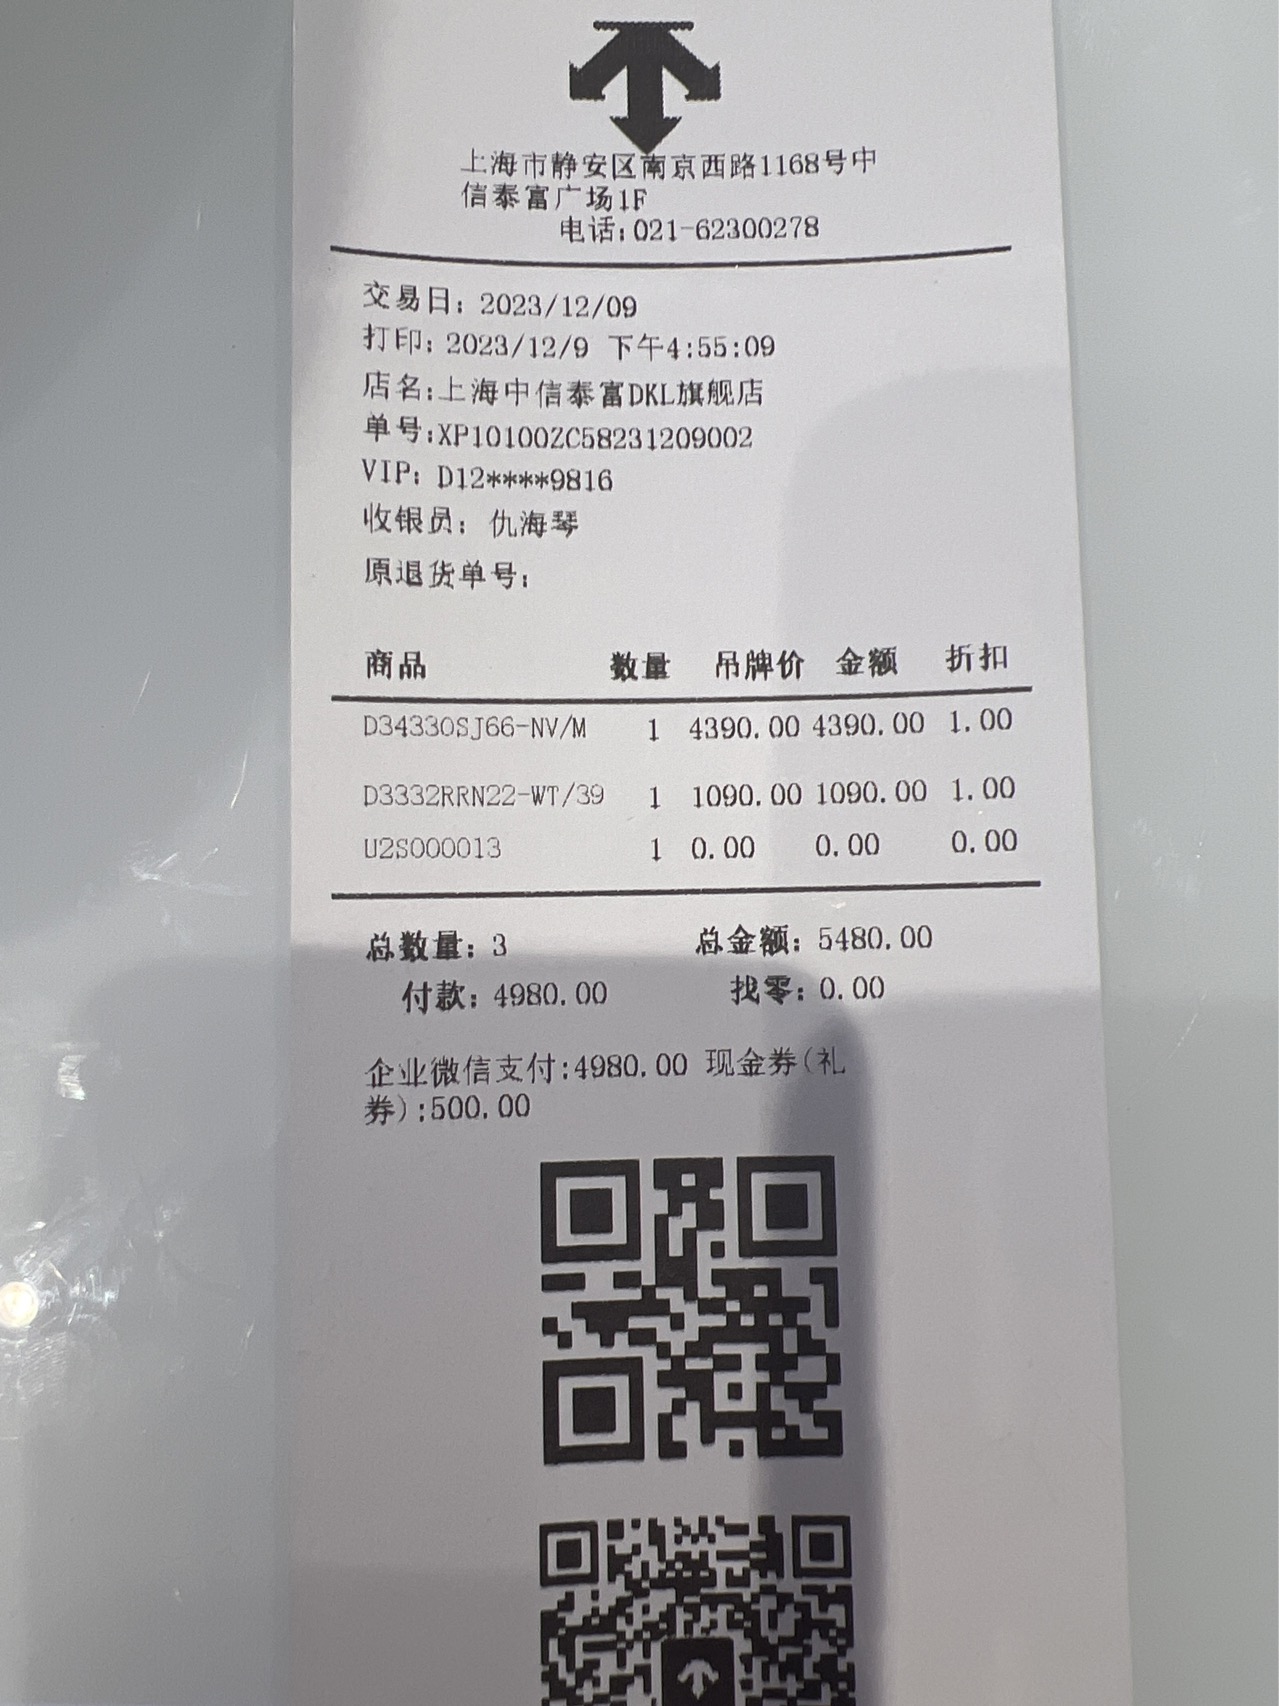 上海市静安区南京西路1168号中
信泰富广场1F
电话:021-62300278
交易日: 2023/12/09
打印: 2023/12/9 下午4:55:09
店名:上海中信泰富DKL旗舰店
单号:XP10100ZC58231209002
VIP: D12****9816
收银员: 仇海琴
原退货单号:
商品 数量 吊牌价 金额 折扣
D3433OSJ66-NV/M 1 4390.00 4390.00 1.00
D3332RRN22-WT/39 1 1090.00 1090.00 1.00
U2S000013 1 0.00 0.00 0.00
总数量: 3 总金额: 5480.00
付款: 4980.00 找零: 0.00
企业微信支付:4980.00 现金券(礼
券):500.00